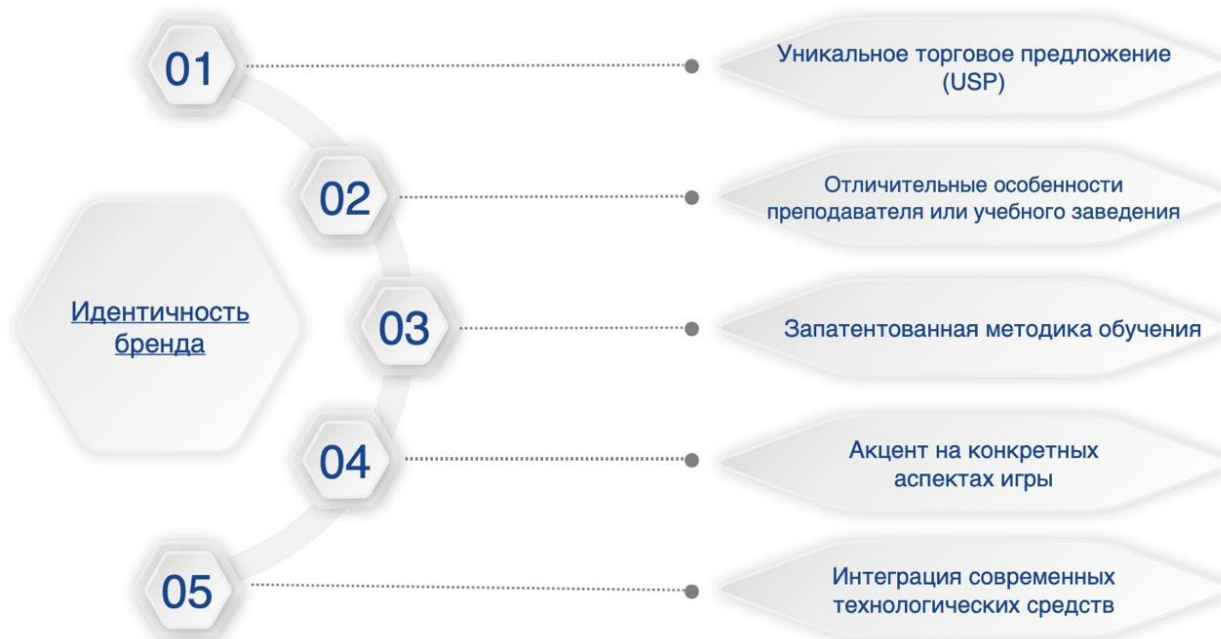 01
Уникальное торговое предложение
(USP)
02
Отличительные особенности
преподавателя или учебного заведения
Идентичность
бренда
03
Запатентованная методика обучения
04
Акцент на конкретных
аспектах игры
05
Интеграция современных
технологических средств